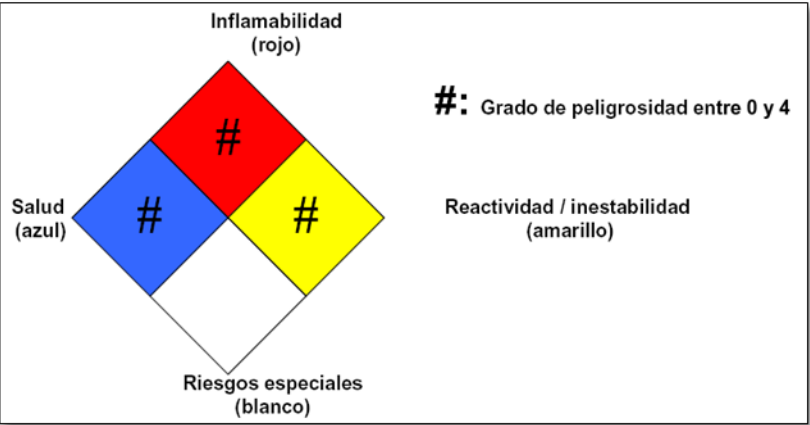 Inflamabilidad
(rojo)
#
#: Grado de peligrosidad entre 0 y 4
Salud
(azul)
#
#
Reactividad / inestabilidad
(amarillo)
Riesgos especiales
(blanco)